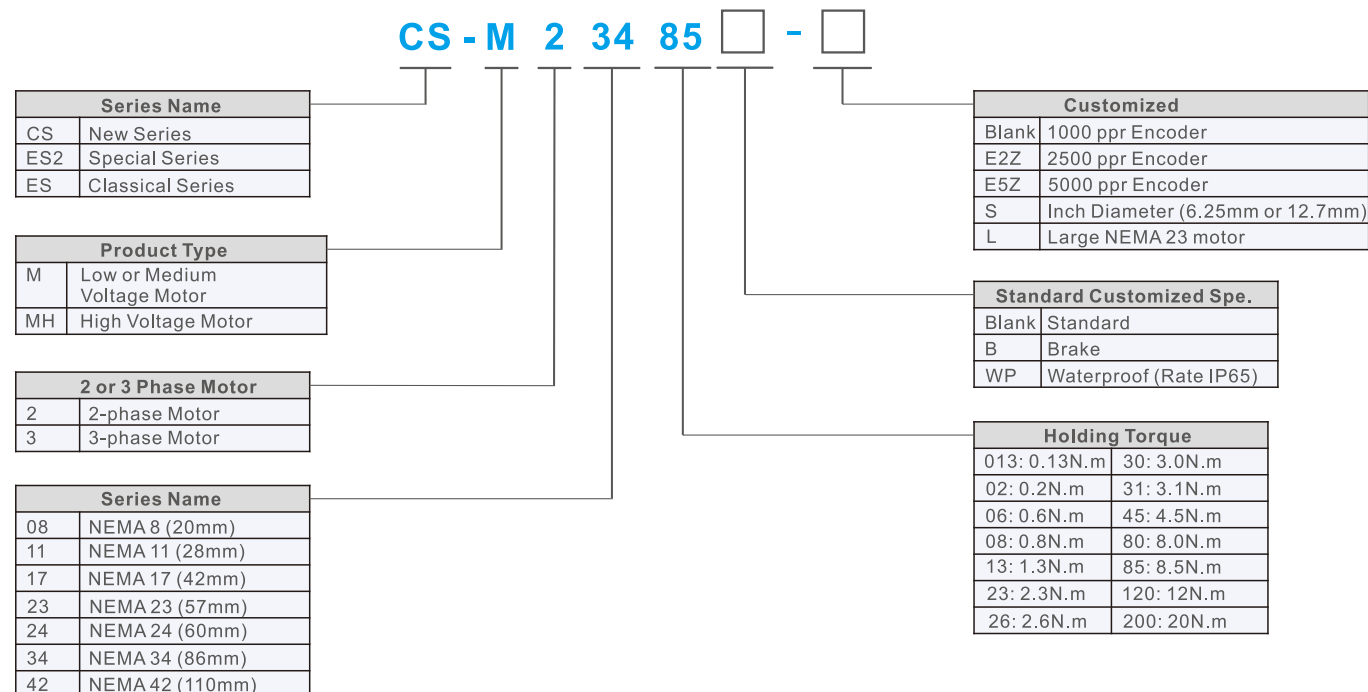 CS - M 2 34 85 □ - □
Series Name
CS New Series
ES2 Special Series
ES Classical Series
Product Type
M Low or Medium
Voltage Motor
MH High Voltage Motor
2 or 3 Phase Motor
2 2-phase Motor
3 3-phase Motor
Series Name
08 NEMA 8 (20mm)
11 NEMA 11 (28mm)
17 NEMA 17 (42mm)
23 NEMA 23 (57mm)
24 NEMA 24 (60mm)
34 NEMA 34 (86mm)
42 NEMA 42 (110mm)
Customized
Blank 1000 ppr Encoder
E2Z 2500 ppr Encoder
E5Z 5000 ppr Encoder
S Inch Diameter (6.25mm or 12.7mm)
L Large NEMA 23 motor
Standard Customized Spe.
Blank Standard
B Brake
WP Waterproof (Rate IP65)
Holding Torque
013: 0.13N.m 30: 3.0N.m
02: 0.2N.m 31: 3.1N.m
06: 0.6N.m 45: 4.5N.m
08: 0.8N.m 80: 8.0N.m
13: 1.3N.m 85: 8.5N.m
23: 2.3N.m 120: 12N.m
26: 2.6N.m 200: 20N.m